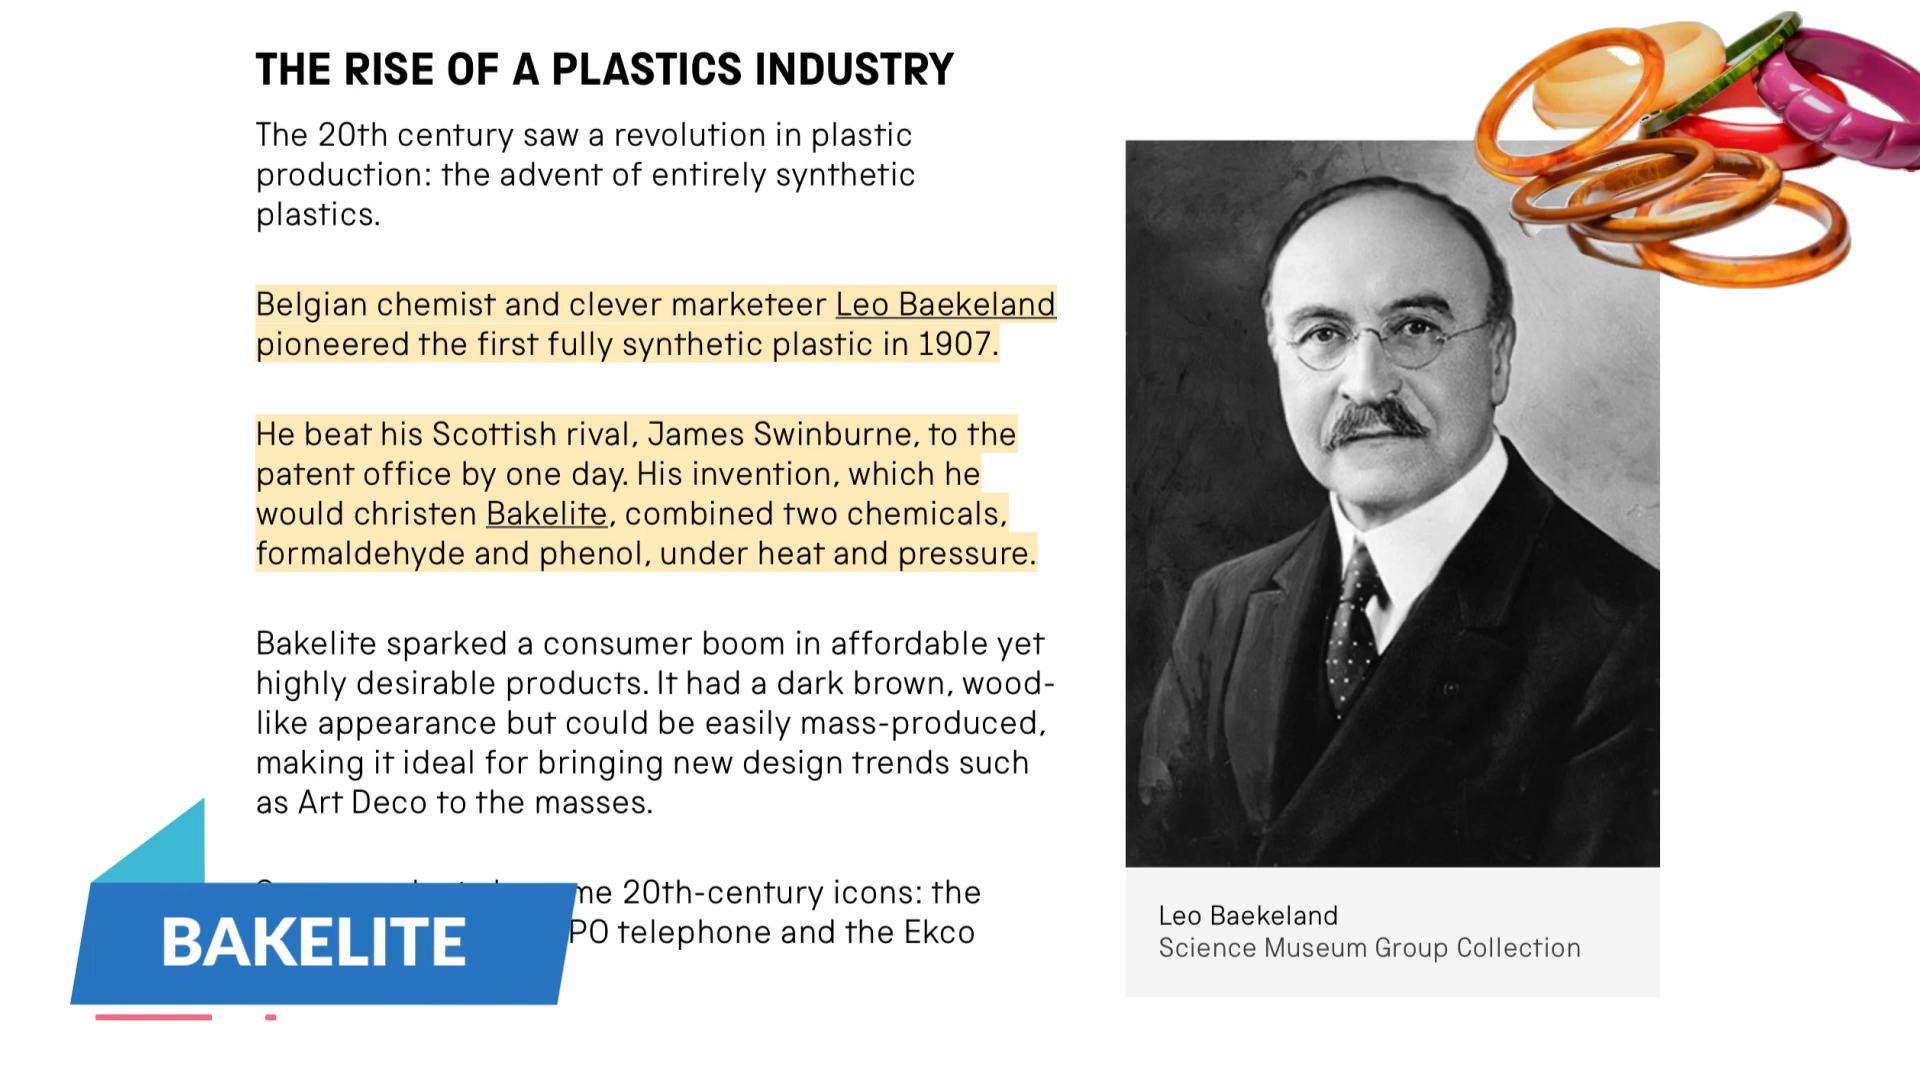 THE RISE OF A PLASTICS INDUSTRY
The 20th century saw a revolution in plastic
production: the advent of entirely synthetic
plastics.
Belgian chemist and clever marketeer Leo Baekeland
pioneered the first fully synthetic plastic in 1907.
He beat his Scottish rival, James Swinburne, to the
patent office by one day. His invention, which he
would christen Bakelite, combined two chemicals,
formaldehyde and phenol, under heat and pressure.
Bakelite sparked a consumer boom in affordable yet
highly desirable products. It had a dark brown, wood-
like appearance but could be easily mass-produced,
making it ideal for bringing new design trends such
as Art Deco to the masses.
20th-century icons: the
telephone and the Ekco
BAKELITE
Leo Baekeland
Science Museum Group Collection